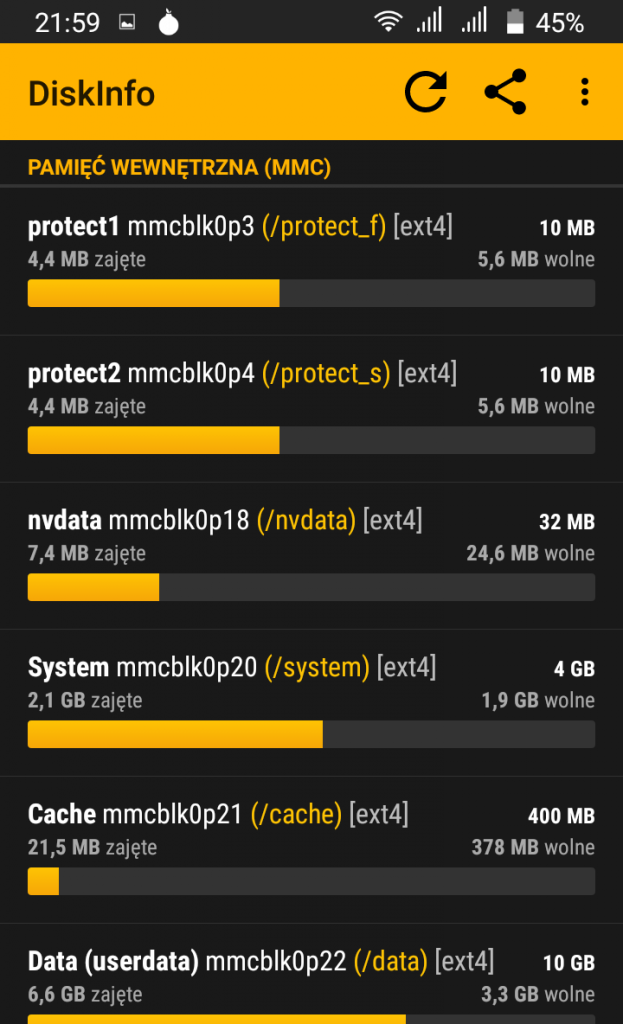 21:59 45%
DiskInfo
PAMIĘĆ WEWNĘTRZNA (MMC)
protect1 mmcblk0p3 (/protect_f) [ext4] 10 MB
4,4 MB zajęte 5,6 MB wolne
protect2 mmcblk0p4 (/protect_s) [ext4] 10 MB
4,4 MB zajęte 5,6 MB wolne
nvdata mmcblk0p18 (/nvdata) [ext4] 32 MB
7,4 MB zajęte 24,6 MB wolne
System mmcblk0p20 (/system) [ext4] 4 GB
2,1 GB zajęte 1,9 GB wolne
Cache mmcblk0p21 (/cache) [ext4] 400 MB
21,5 MB zajęte 378 MB wolne
Data (userdata) mmcblk0p22 (/data) [ext4] 10 GB
6,6 GB zajęte 3,3 GB wolne